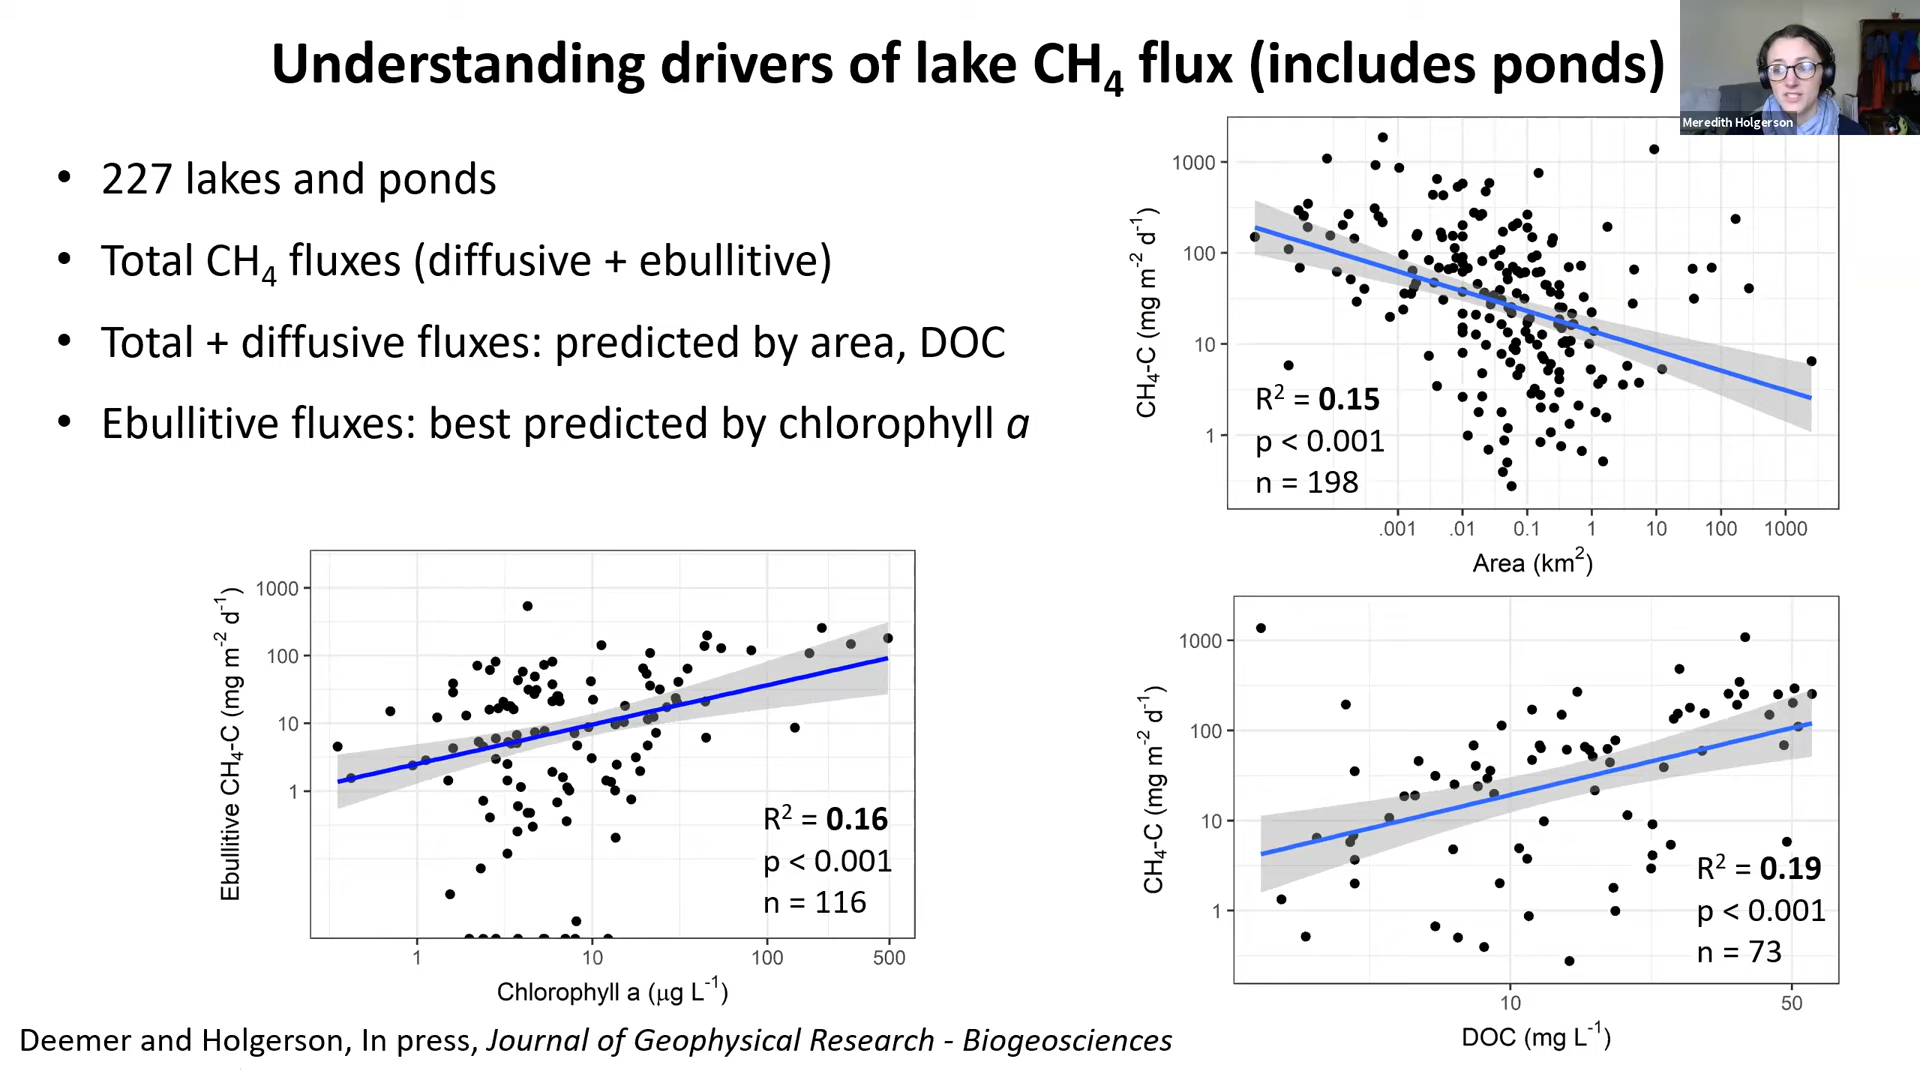 Understanding drivers of lake CH4 flux (includes ponds)
Meredith Holgerson
• 227 lakes and ponds
• Total CH4 fluxes (diffusive + ebullitive)
• Total + diffusive fluxes: predicted by area, DOC
• Ebullitive fluxes: best predicted by chlorophyll a
CH4-C (mg m-2 d-1)
1000
100
10
1
R2 = 0.15
p < 0.001
n = 198
.001 .01 0.1 1 10 100 1000
Area (km2)
Ebullitive CH4-C (mg m-2 d-1)
1000
100
10
1
R2 = 0.16
p < 0.001
n = 116
1 10 100 500
Chlorophyll a (μg L-1)
CH4-C (mg m-2 d-1)
1000
100
10
1
R2 = 0.19
p < 0.001
n = 73
10 50
DOC (mg L-1)
Deemer and Holgerson, In press, Journal of Geophysical Research - Biogeosciences